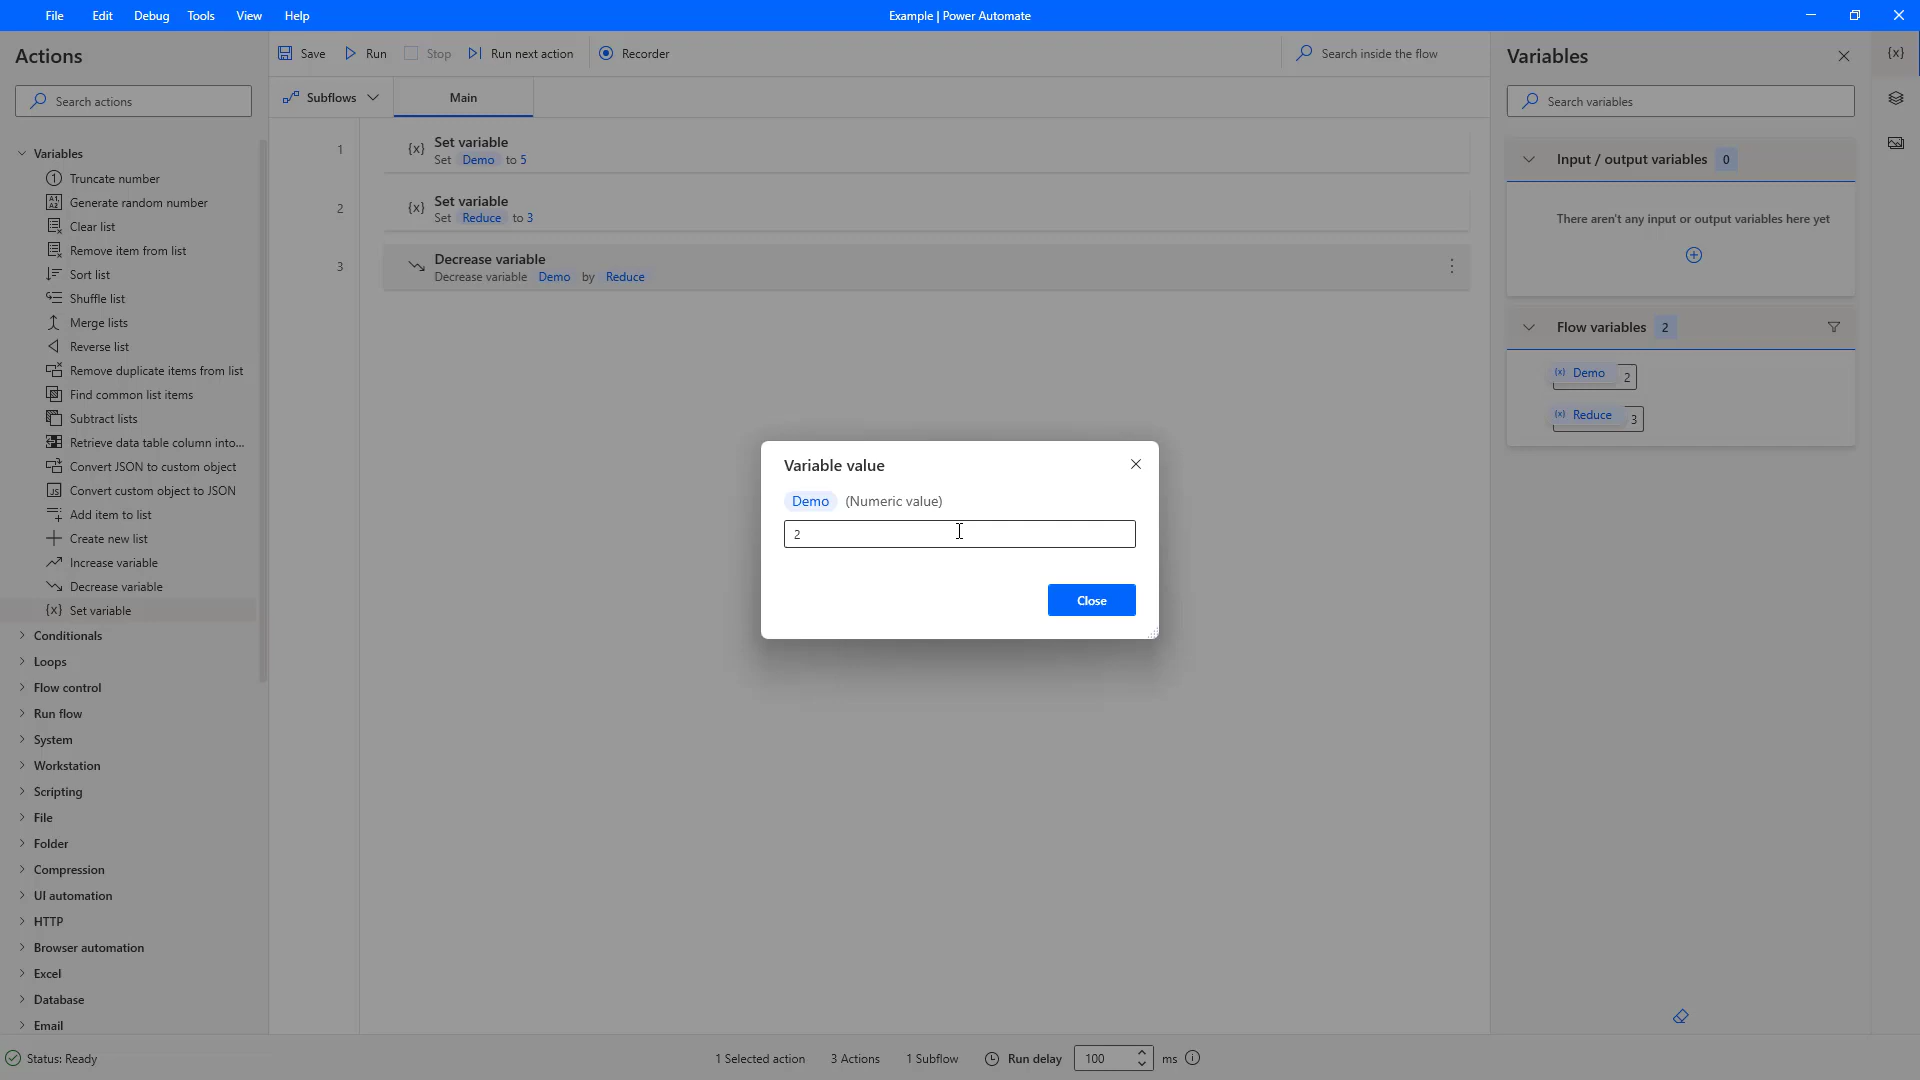 File Edit Debug Tools View Help
Example | Power Automate
Actions
Search actions
Variables
Truncate number
Generate random number
Clear list
Remove item from list
Sort list
Shuffle list
Merge lists
Reverse list
Remove duplicate items from list
Find common list items
Subtract lists
Retrieve data table column into...
Convert JSON to custom object
Convert custom object to JSON
Add item to list
Create new list
Increase variable
Decrease variable
{x} Set variable
Conditionals
Loops
Flow control
Run flow
System
Workstation
Scripting
File
Folder
Compression
UI automation
HTTP
Browser automation
Excel
Database
Email
Save Run Stop Run next action Recorder
Search inside the flow
Subflows Main
1 {x} Set variable
Set Demo to 5
2 {x} Set variable
Set Reduce to 3
3 Decrease variable
Decrease variable Demo by Reduce
Variable value
Demo (Numeric value)
2
Close
Variables
{x}
Search variables
Input / output variables 0
There aren't any input or output variables here yet
Flow variables 2
{x} Demo 2
{x} Reduce 3
Status: Ready
1 Selected action 3 Actions 1 Subflow Run delay 100 ms